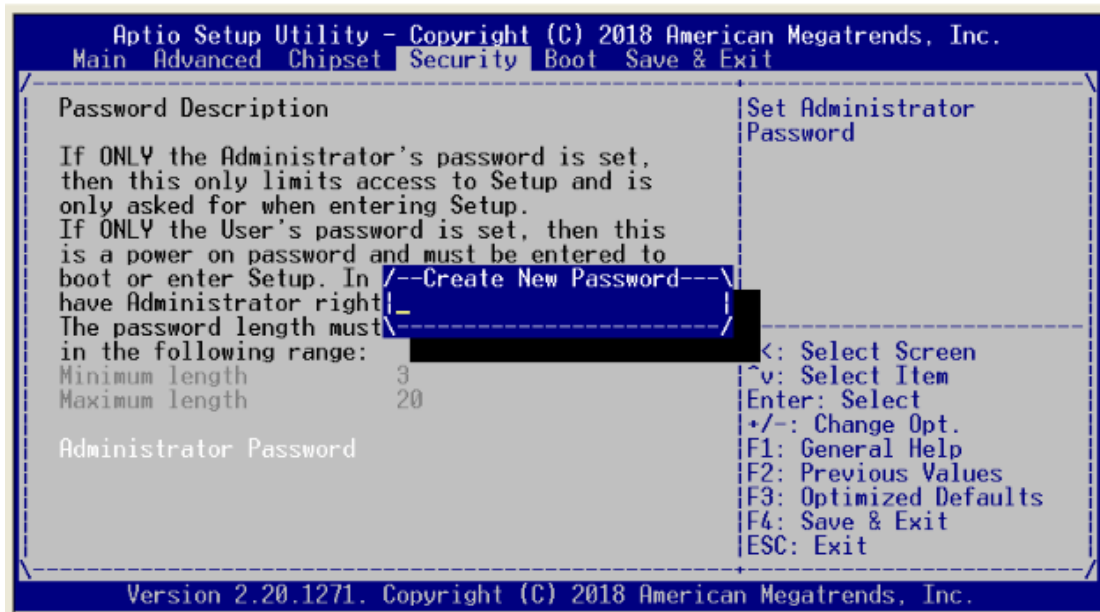 Aptio Setup Utility – Copyright (C) 2018 American Megatrends, Inc.
Main Advanced Chipset Security Boot Save & Exit
Password Description
If ONLY the Administrator's password is set,
then this only limits access to Setup and is
only asked for when entering Setup.
If ONLY the User's password is set, then this
is a power on password and must be entered to
boot or enter Setup. In
have Administrator right
The password length must
in the following range:
Minimum length 3
Maximum length 20
Administrator Password
/--Create New Password---\
Set Administrator
Password
<: Select Screen
^v: Select Item
Enter: Select
+/-: Change Opt.
F1: General Help
F2: Previous Values
F3: Optimized Defaults
F4: Save & Exit
ESC: Exit
Version 2.20.1271. Copyright (C) 2018 American Megatrends, Inc.